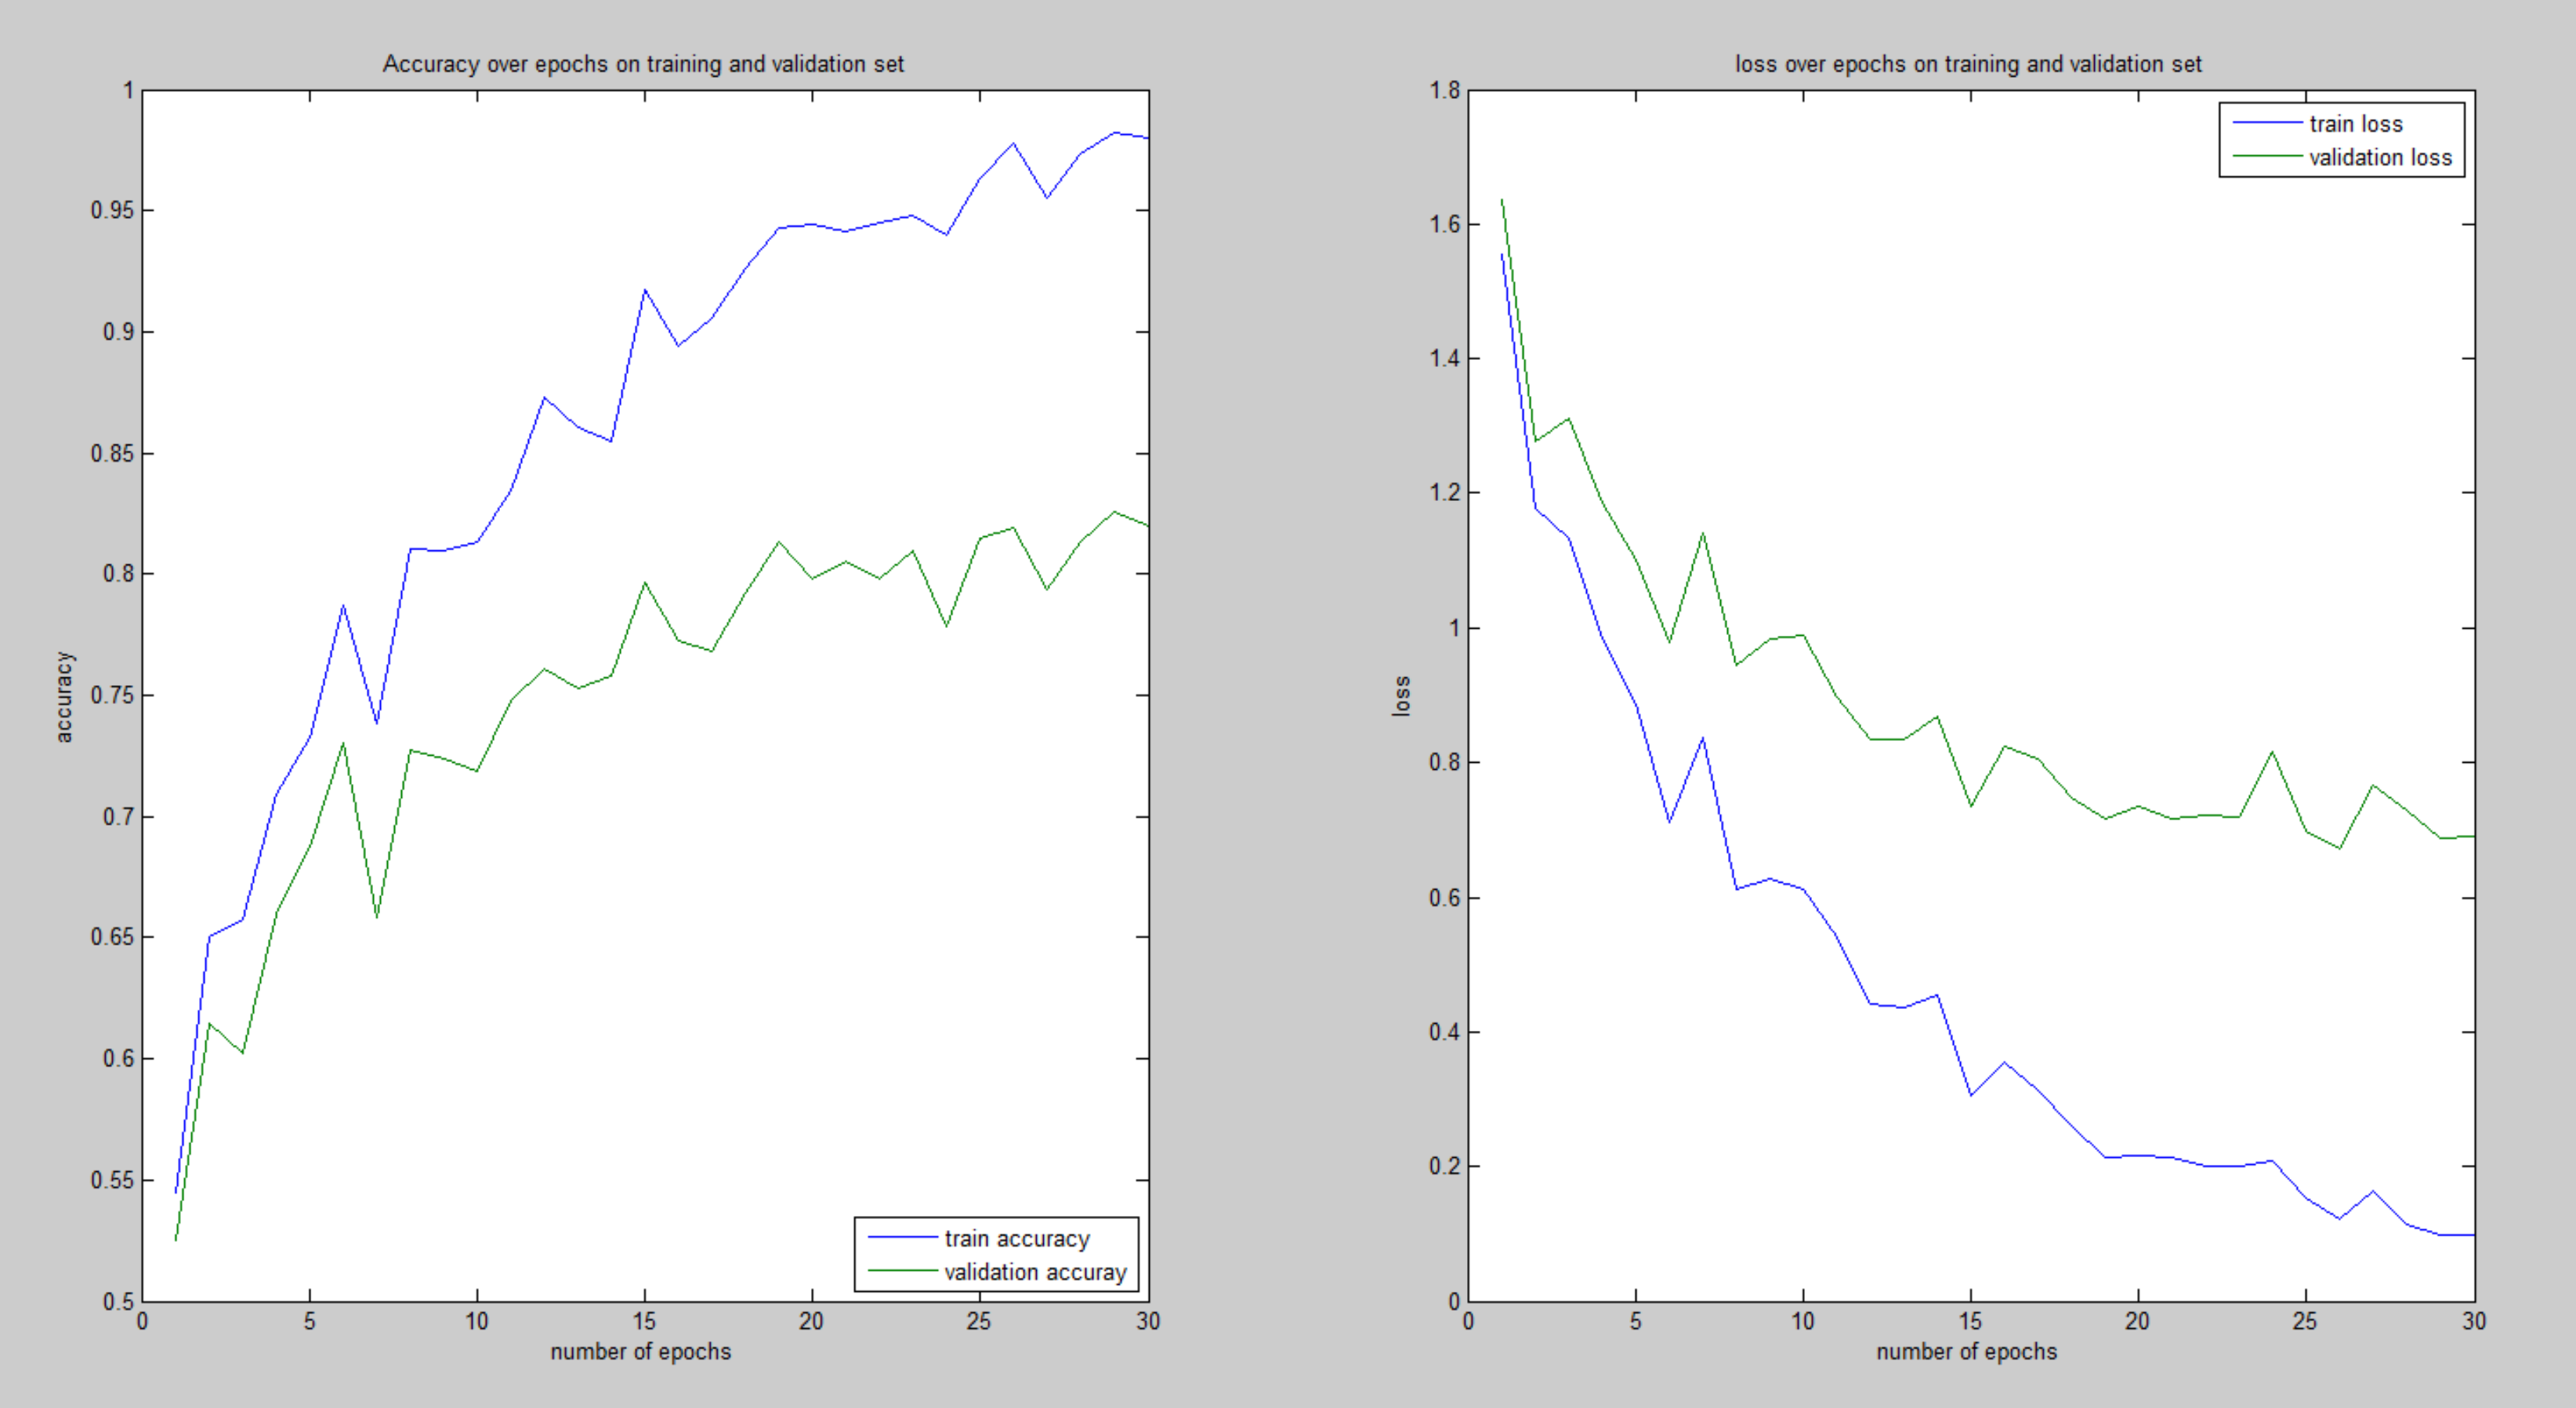 Accuracy over epochs on training and validation set
1
0.95
0.9
0.85
0.8
0.75
0.7
0.65
0.6
0.55
0.5
accuracy
0 5 10 15 20 25 30
number of epochs
train accuracy
validation accuray
loss over epochs on training and validation set
1.8
1.6
1.4
1.2
1
0.8
0.6
0.4
0.2
0
loss
0 5 10 15 20 25 30
number of epochs
train loss
validation loss